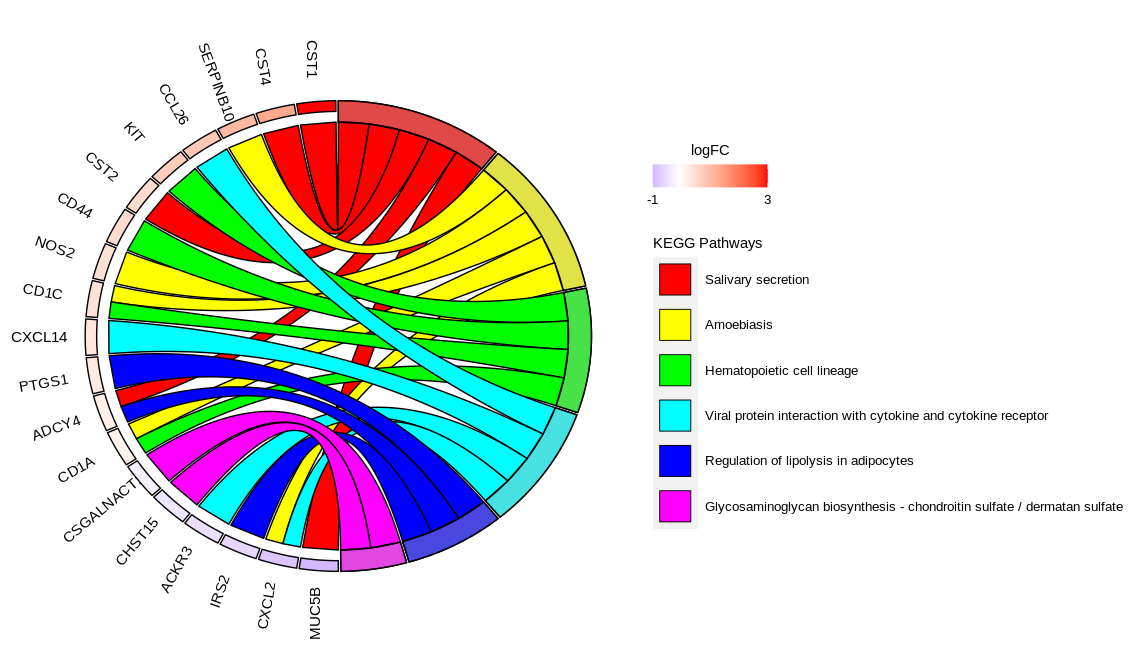 CST1
CST4
SERPINB10
CCL26
KIT
CST2
CD44
NOS2
CD1C
CXCL14
PTGS1
ADCY4
CD1A
CSGALNACT
CHST15
ACKR3
IRS2
CXCL2
MUC5B
logFC
-1 3
KEGG Pathways
Salivary secretion
Amoebiasis
Hematopoietic cell lineage
Viral protein interaction with cytokine and cytokine receptor
Regulation of lipolysis in adipocytes
Glycosaminoglycan biosynthesis - chondroitin sulfate / dermatan sulfate